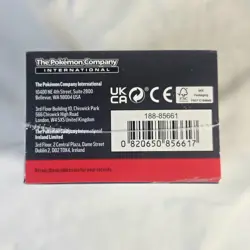 The Pokémon Company
INTERNATIONAL
The Pokémon Company International
10400 NE 4th Street, Suite 2800
Bellevue, WA 98004
3rd Floor Building 10, Chiswick Park
566 Chiswick High Road
London, W4 5XS United Kingdom
The Pokémon Company International
Ireland Limited
3rd Floor, 2 Central Plaza, Dame Street
Dublin 2, D02 T0X4, Ireland
UK
CA
CE
FSC
188-85661
0 820650 856617